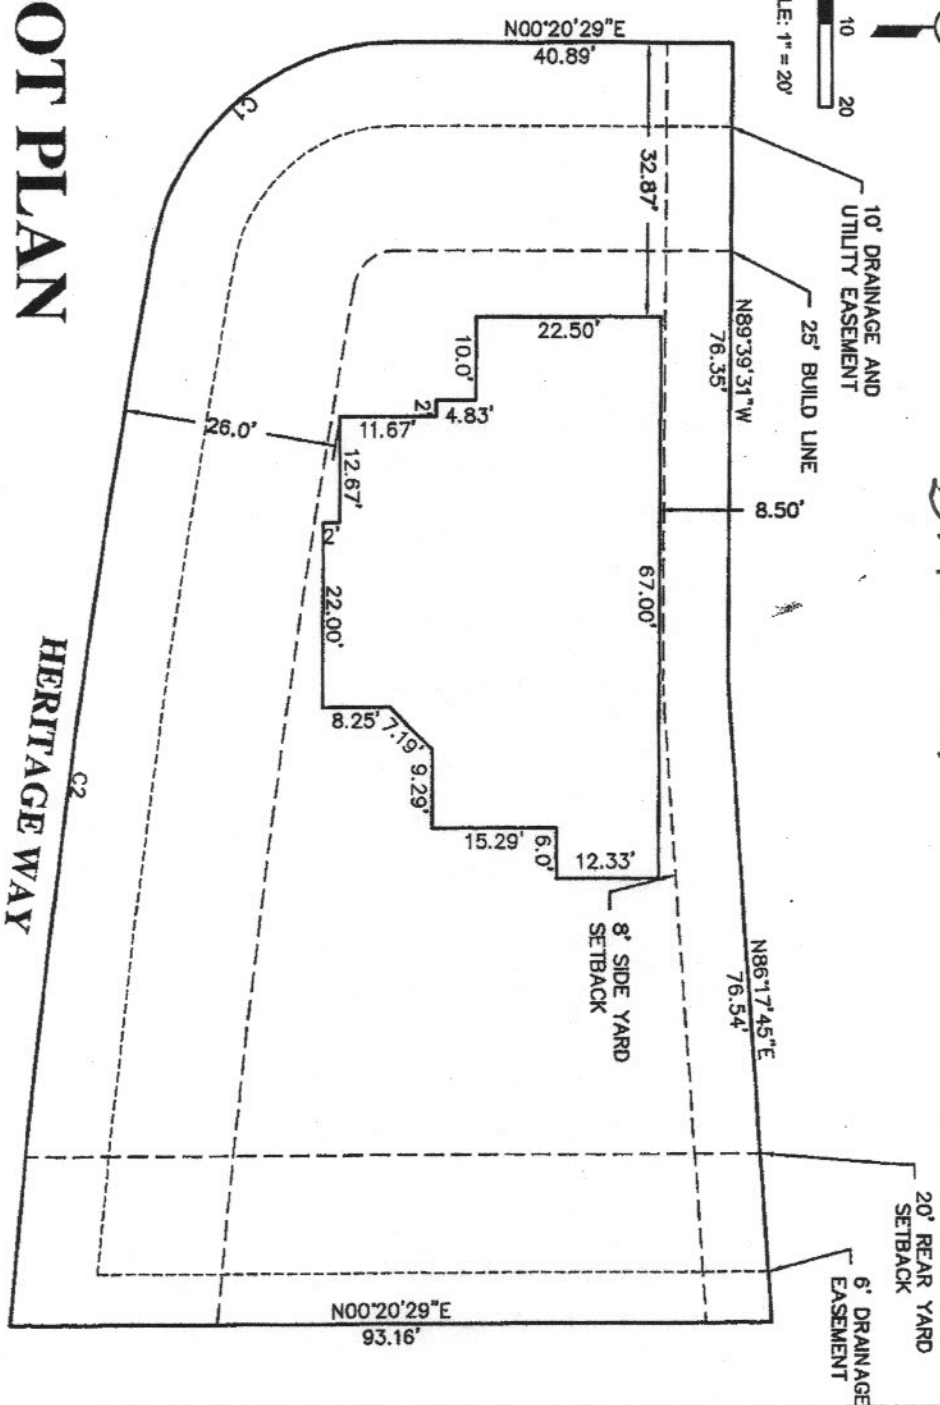 10
20
LE: 1" = 20'
OT PLAN
N00°20'29"E
40.89'
C1
32.87'
10' DRAINAGE AND
UTILITY EASEMENT
25' BUILD LINE
N89°39'31"W
76.35'
8.50'
22.50'
10.0'
4.83'
2'
11.67'
26.0'
12.67'
2'
22.00'
67.00'
8.25'
7.19'
9.29'
15.29'
6.0'
12.33'
8' SIDE YARD
SETBACK
N86°17'45"E
76.54'
HERITAGE WAY
C2
20' REAR YARD
SETBACK
6' DRAINAGE
EASEMENT
N00°20'29"E
93.16'